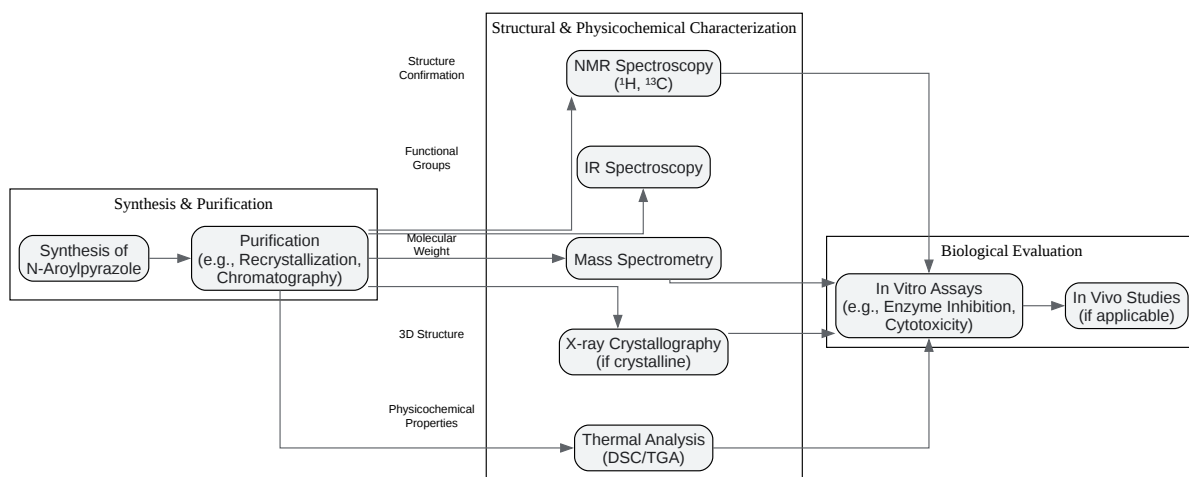 Structural & Physicochemical Characterization
Structure
Confirmation
NMR Spectroscopy
(¹H, ¹³C)
Functional
Groups
IR Spectroscopy
Synthesis & Purification
Synthesis of
N-Aroylpyrazole
Purification
(e.g., Recrystallization,
Chromatography)
Molecular
Weight
Mass Spectrometry
3D Structure
X-ray Crystallography
(if crystalline)
Physicochemical
Properties
Thermal Analysis
(DSC/TGA)
Biological Evaluation
In Vitro Assays
(e.g., Enzyme Inhibition,
Cytotoxicity)
In Vivo Studies
(if applicable)